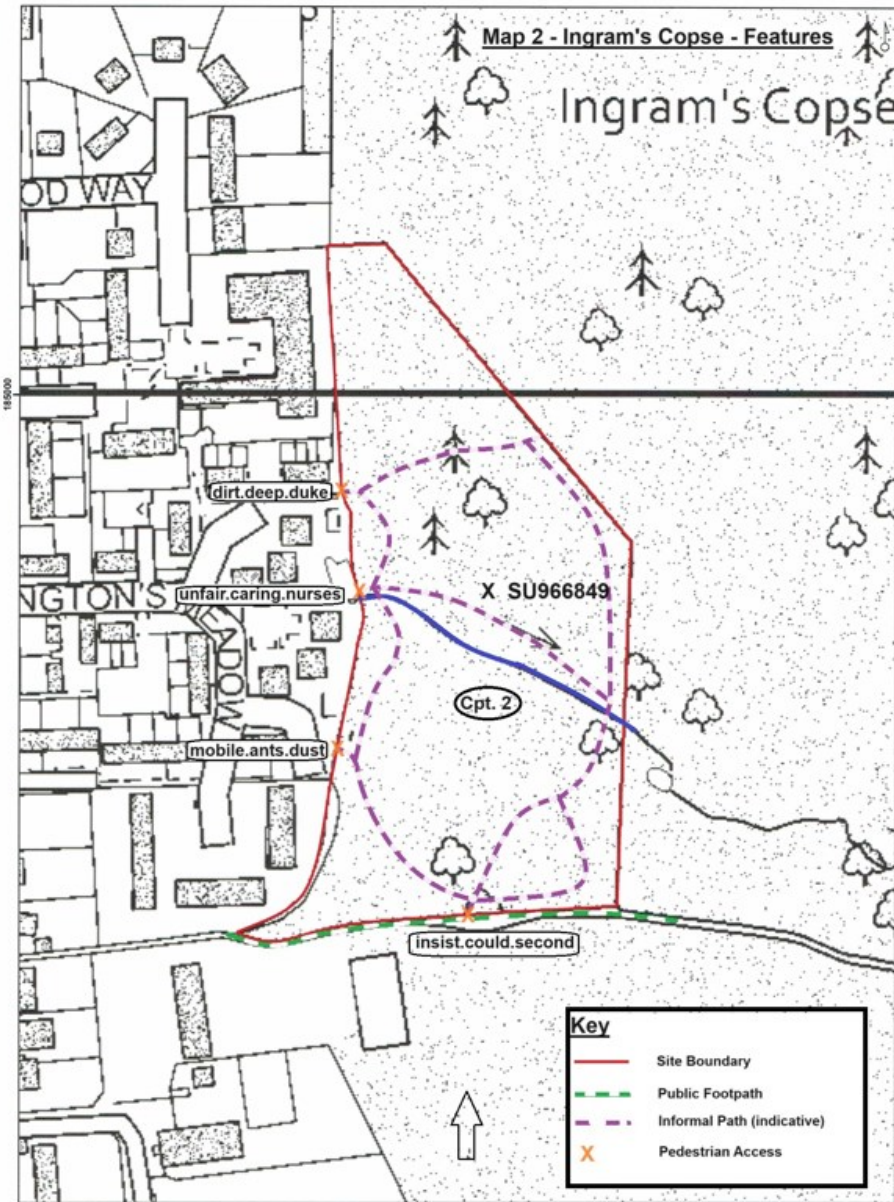 Map 2 - Ingram's Copse - Features
Ingram's Copse
OD WAY
185000
dirt.deep.duke
unfair.caring.nurses
NGTON'S
X SU966849
Cpt. 2
mobile.ants.dust
insist.could.second
Key
Site Boundary
Public Footpath
Informal Path (indicative)
X Pedestrian Access